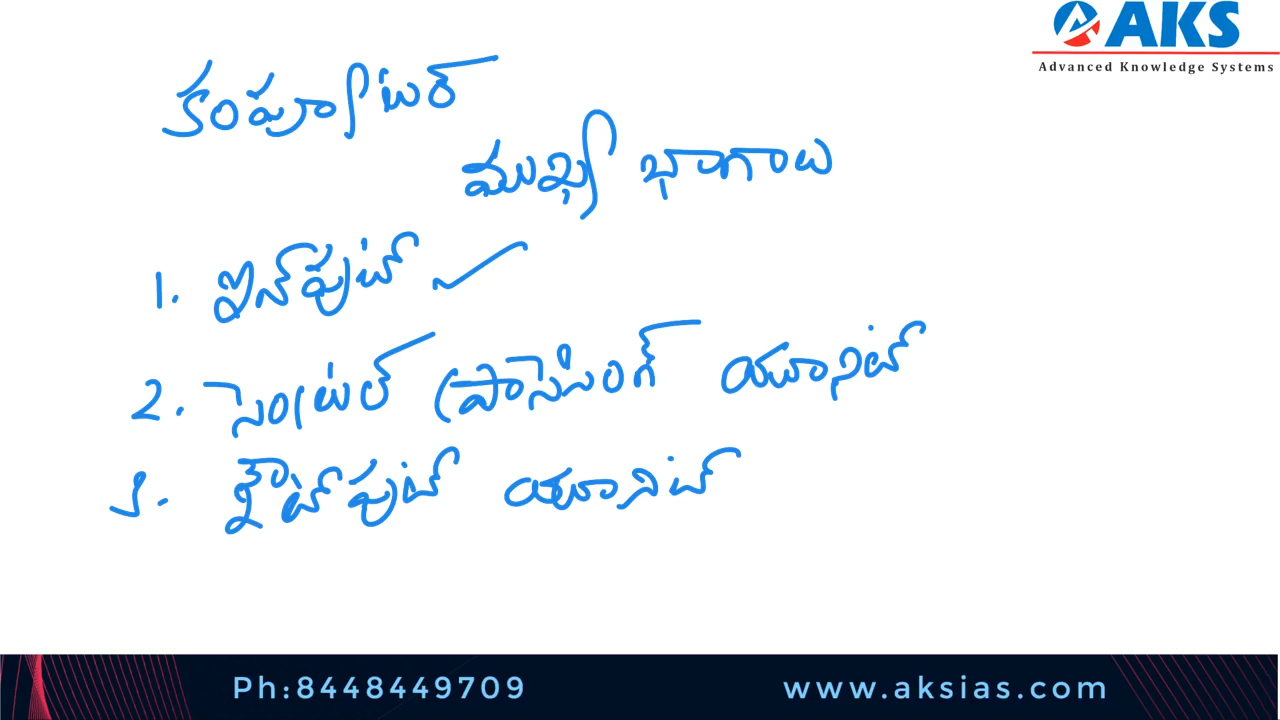 AKS
Advanced Knowledge Systems
కంప్యూటర్
ముఖ్య భాగాలు
1. ఇన్‌పుట్
2. సెంట్రల్ ప్రాసెసింగ్ యూనిట్
3. ఔట్‌పుట్ యూనిట్
Ph:8448449709
www.aksias.com